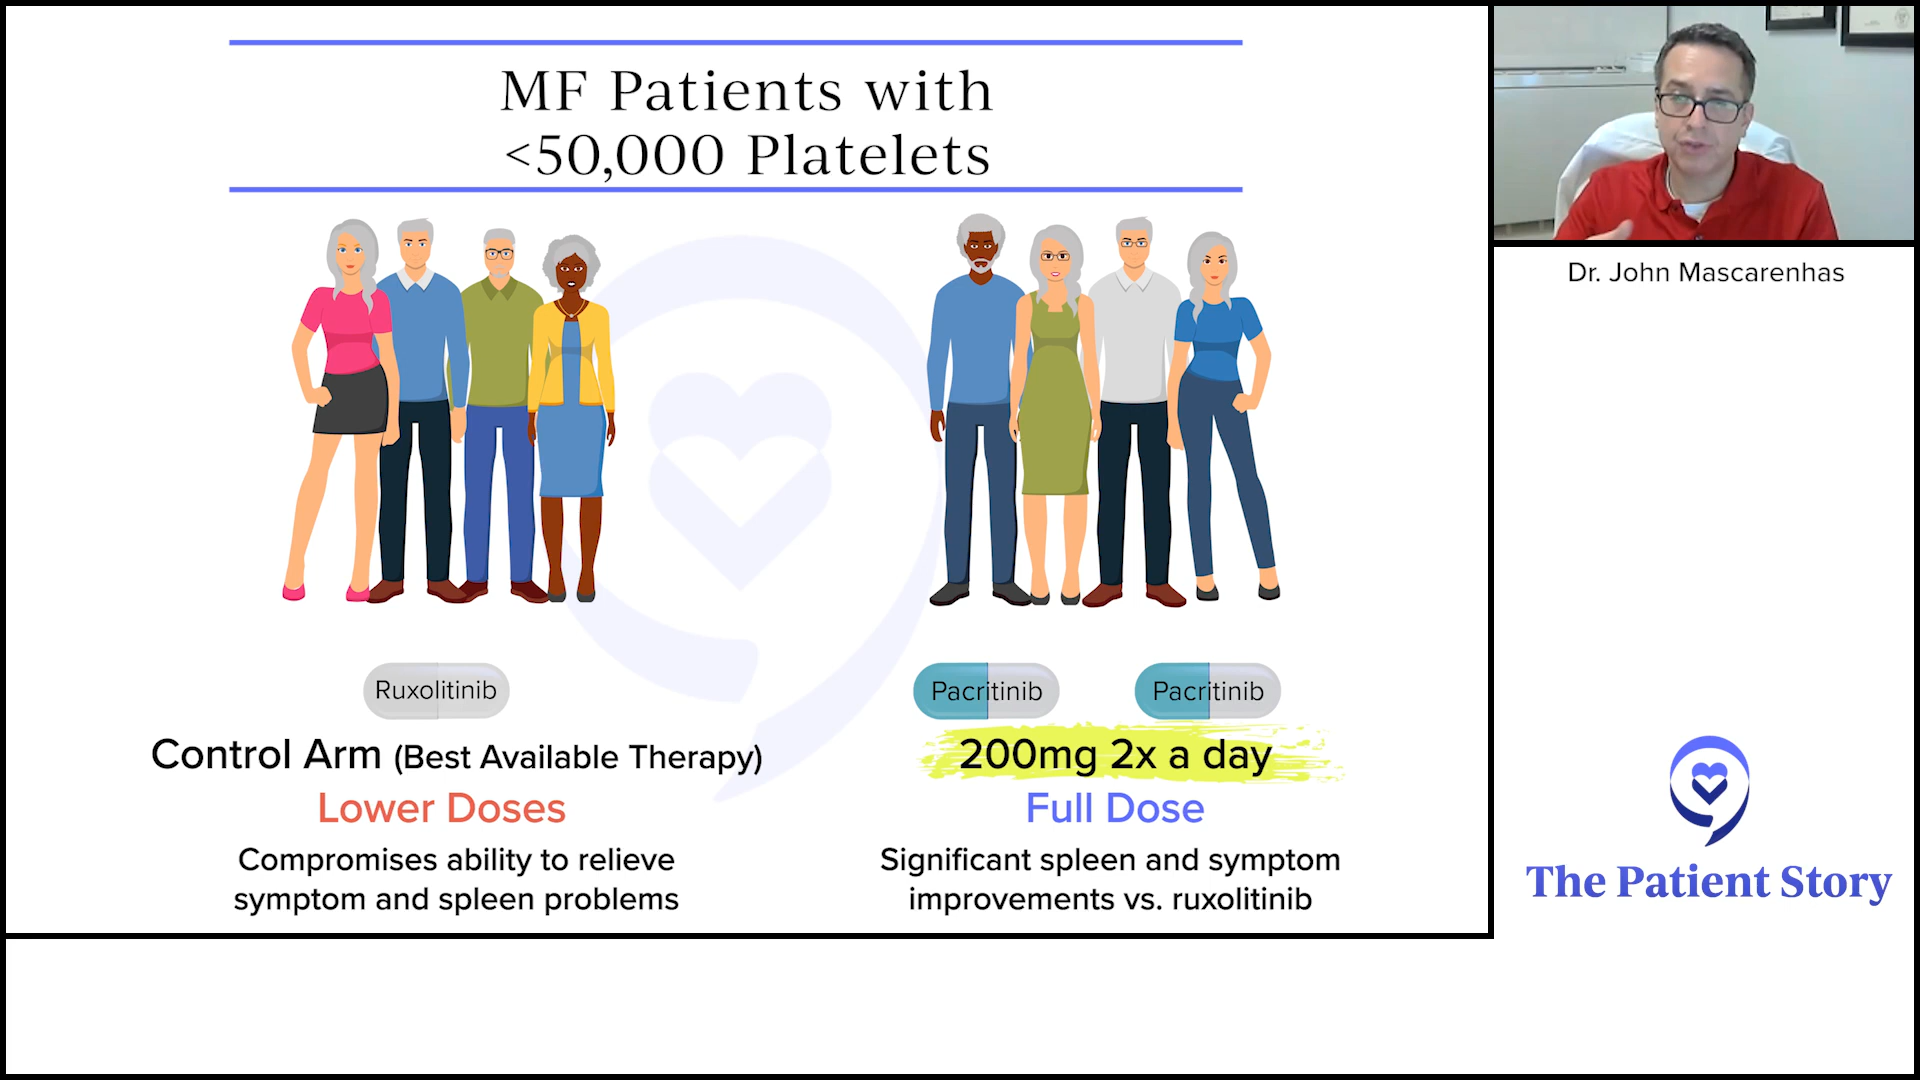 MF Patients with
<50,000 Platelets
Ruxolitinib
Control Arm (Best Available Therapy)
Lower Doses
Compromises ability to relieve
symptom and spleen problems
Pacritinib
Pacritinib
200mg 2x a day
Full Dose
Significant spleen and symptom
improvements vs. ruxolitinib
Dr. John Mascarenhas
The Patient Story